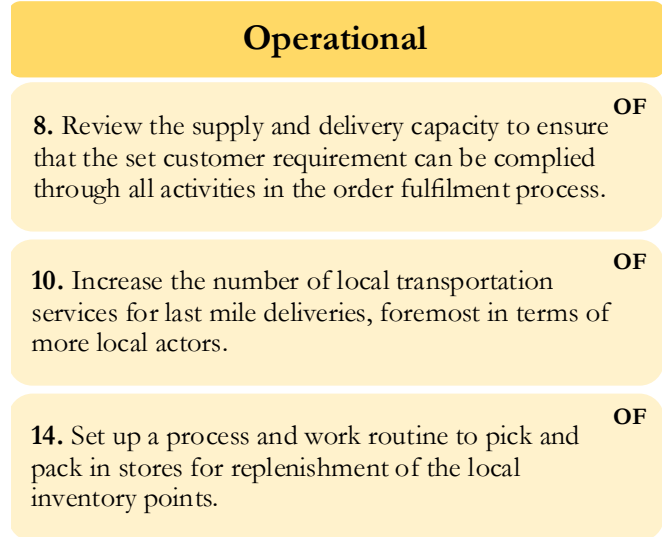 Operational
OF
8. Review the supply and delivery capacity to ensure
that the set customer requirement can be complied
through all activities in the order fulfilment process.
OF
10. Increase the number of local transportation
services for last mile deliveries, foremost in terms of
more local actors.
OF
14. Set up a process and work routine to pick and
pack in stores for replenishment of the local
inventory points.